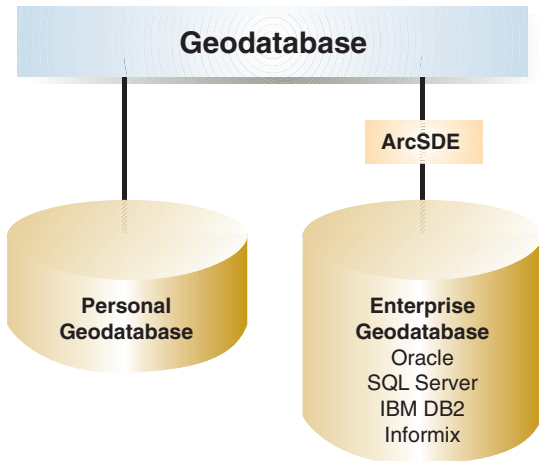 Geodatabase
ArcSDE
Personal
Geodatabase
Enterprise
Geodatabase
Oracle
SQL Server
IBM DB2
Informix